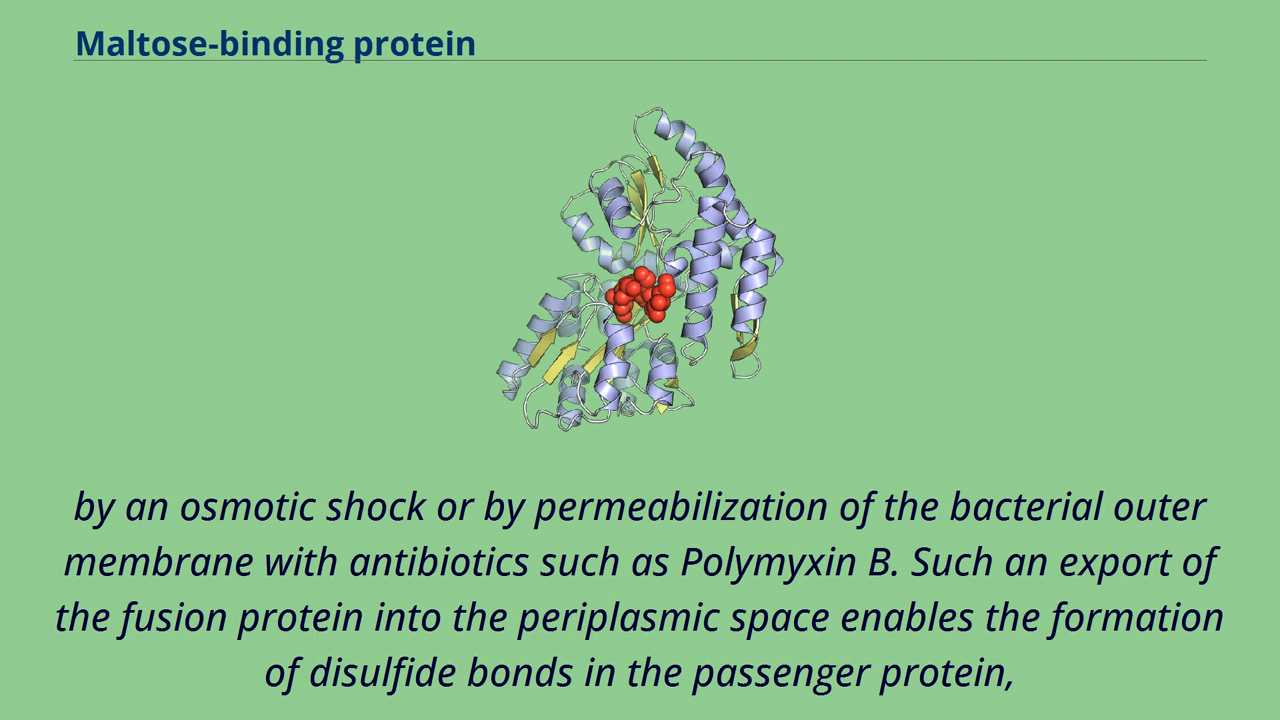 Maltose-binding protein
by an osmotic shock or by permeabilization of the bacterial outer
membrane with antibiotics such as Polymyxin B. Such an export of
the fusion protein into the periplasmic space enables the formation
of disulfide bonds in the passenger protein,